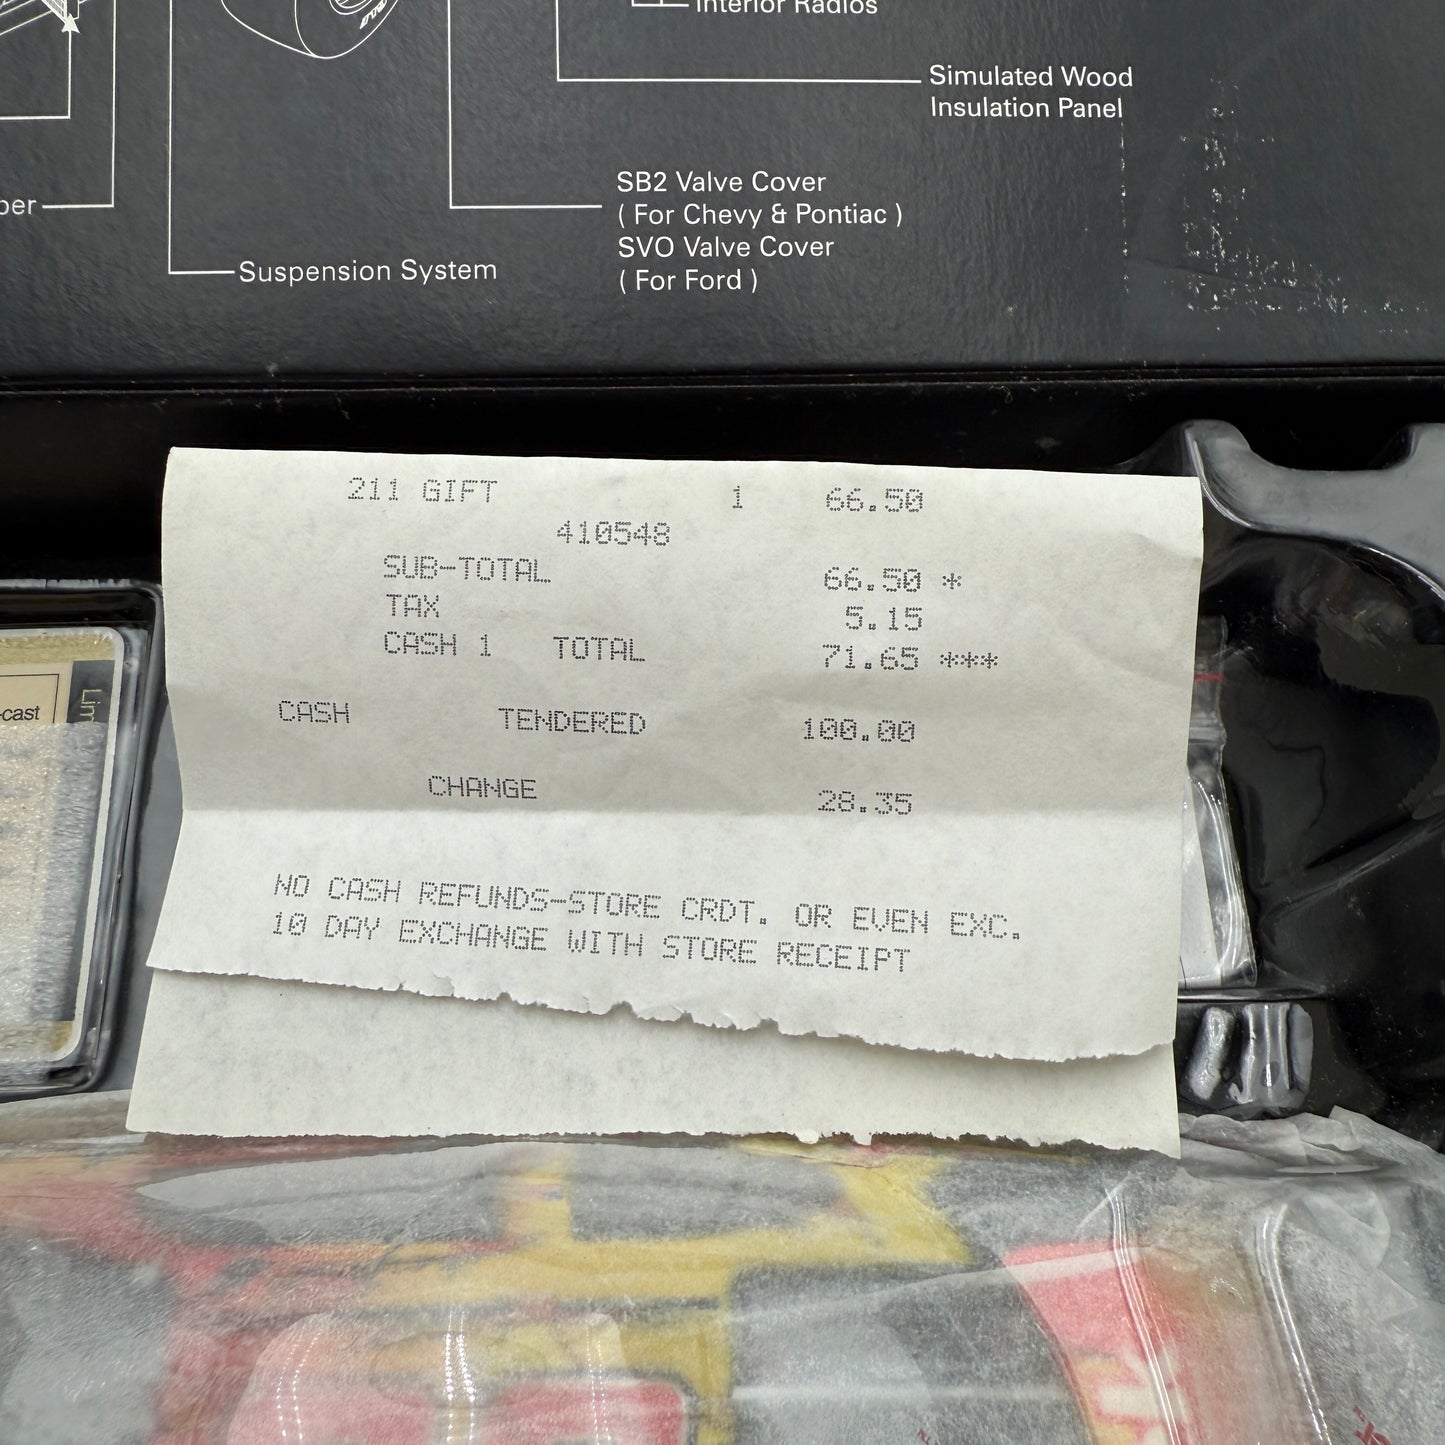 Interior Radios
Simulated Wood
Insulation Panel
SB2 Valve Cover
( For Chevy & Pontiac )
SVO Valve Cover
( For Ford )
Suspension System
211 GIFT 1 66.50
410548
SUB-TOTAL 66.50 *
TAX 5.15
CASH 1 TOTAL 71.65 ***
CASH TENDERED 100.00
CHANGE 28.35
NO CASH REFUNDS-STORE CRDT. OR EVEN EXC.
10 DAY EXCHANGE WITH STORE RECEIPT
-cast
Lim